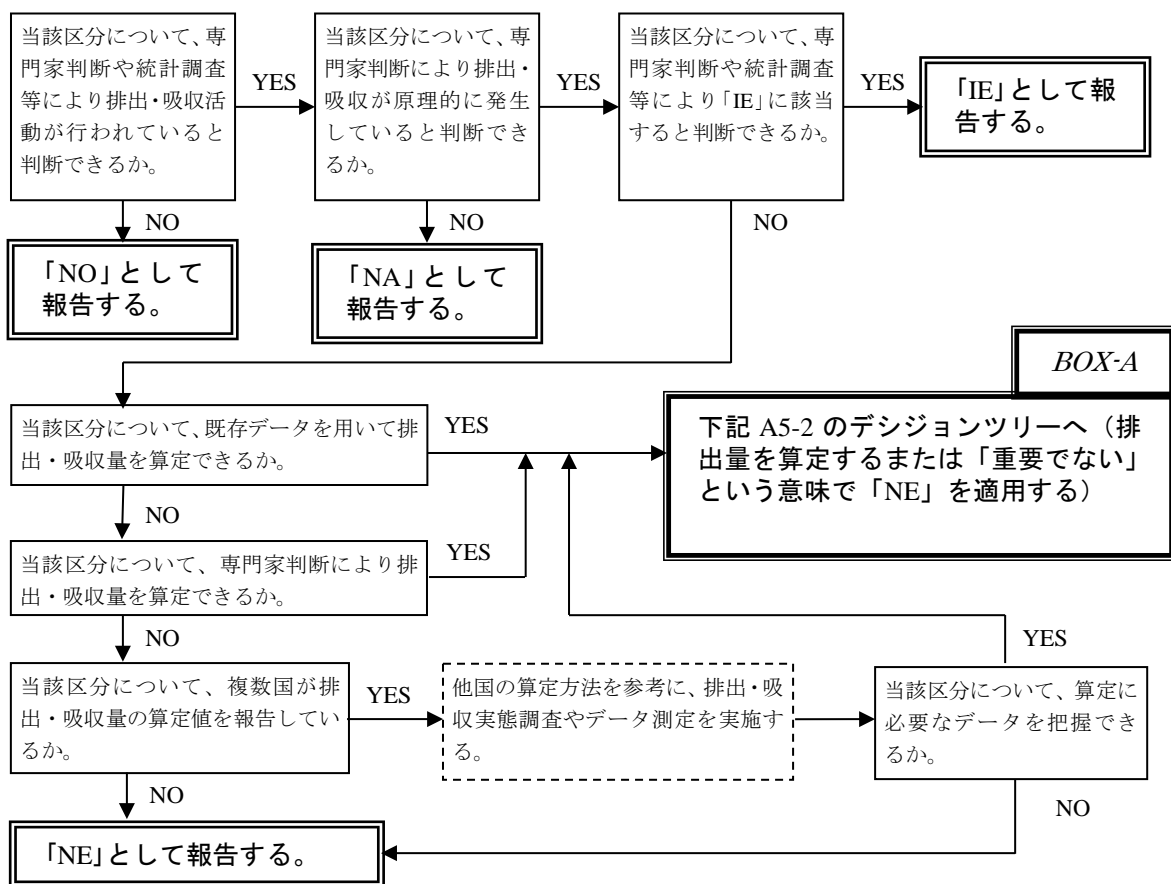 当該区分について、専
門家判断や統計調査
等により排出・吸収活
動が行われていると
判断できるか。
YES
当該区分について、専
門家判断により排出・
吸収が原理的に発生
していると判断でき
るか。
YES
当該区分について、専
門家判断や統計調査
等により「IE」に該当
すると判断できるか。
YES
「IE」として報
告する。
NO
NO
NO
「NO」として
報告する。
「NA」として
報告する。
BOX-A
下記 A5-2 のデシジョンツリーへ（排
出量を算定するまたは「重要でない」
という意味で「NE」を適用する）
当該区分について、既存データを用いて排
出・吸収量を算定できるか。
YES
NO
当該区分について、専門家判断により排
出・吸収量を算定できるか。
YES
NO
当該区分について、複数国が排
出・吸収量の算定値を報告してい
るか。
YES
他国の算定方法を参考に、排出・吸
収実態調査やデータ測定を実施す
る。
YES
当該区分について、算定に
必要なデータを把握でき
るか。
NO
NO
「NE」として報告する。